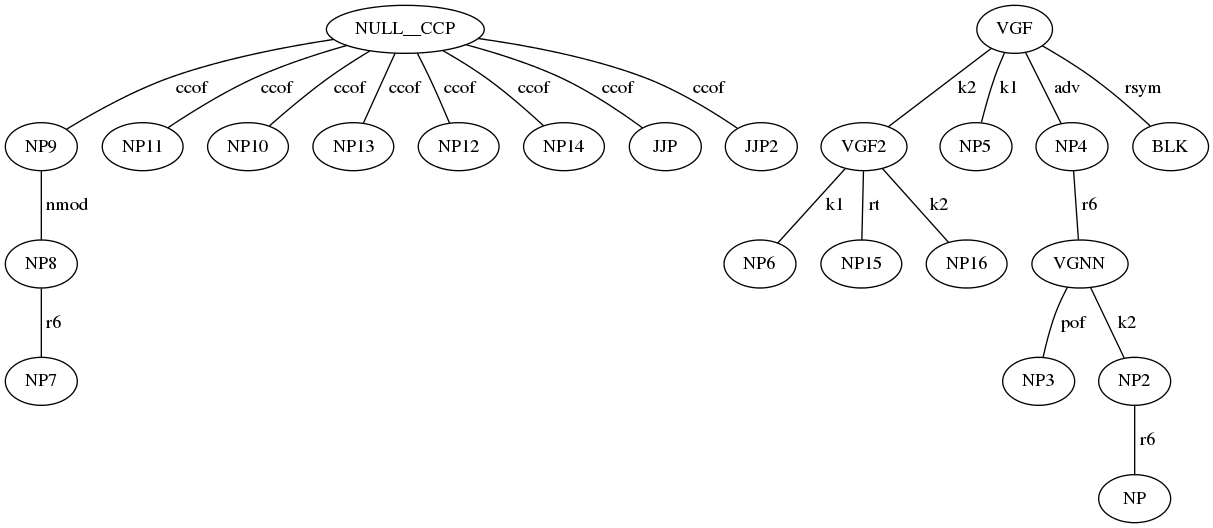 NULL__CCP VGF
ccof ccof ccof ccof ccof ccof ccof ccof k2 k1 adv rsym
NP9 NP11 NP10 NP13 NP12 NP14 JJP JJP2 VGF2 NP5 NP4 BLK
nmod k1 rt k2 r6
NP8 NP6 NP15 NP16 VGNN
r6 pof k2
NP7 NP3 NP2
r6
NP